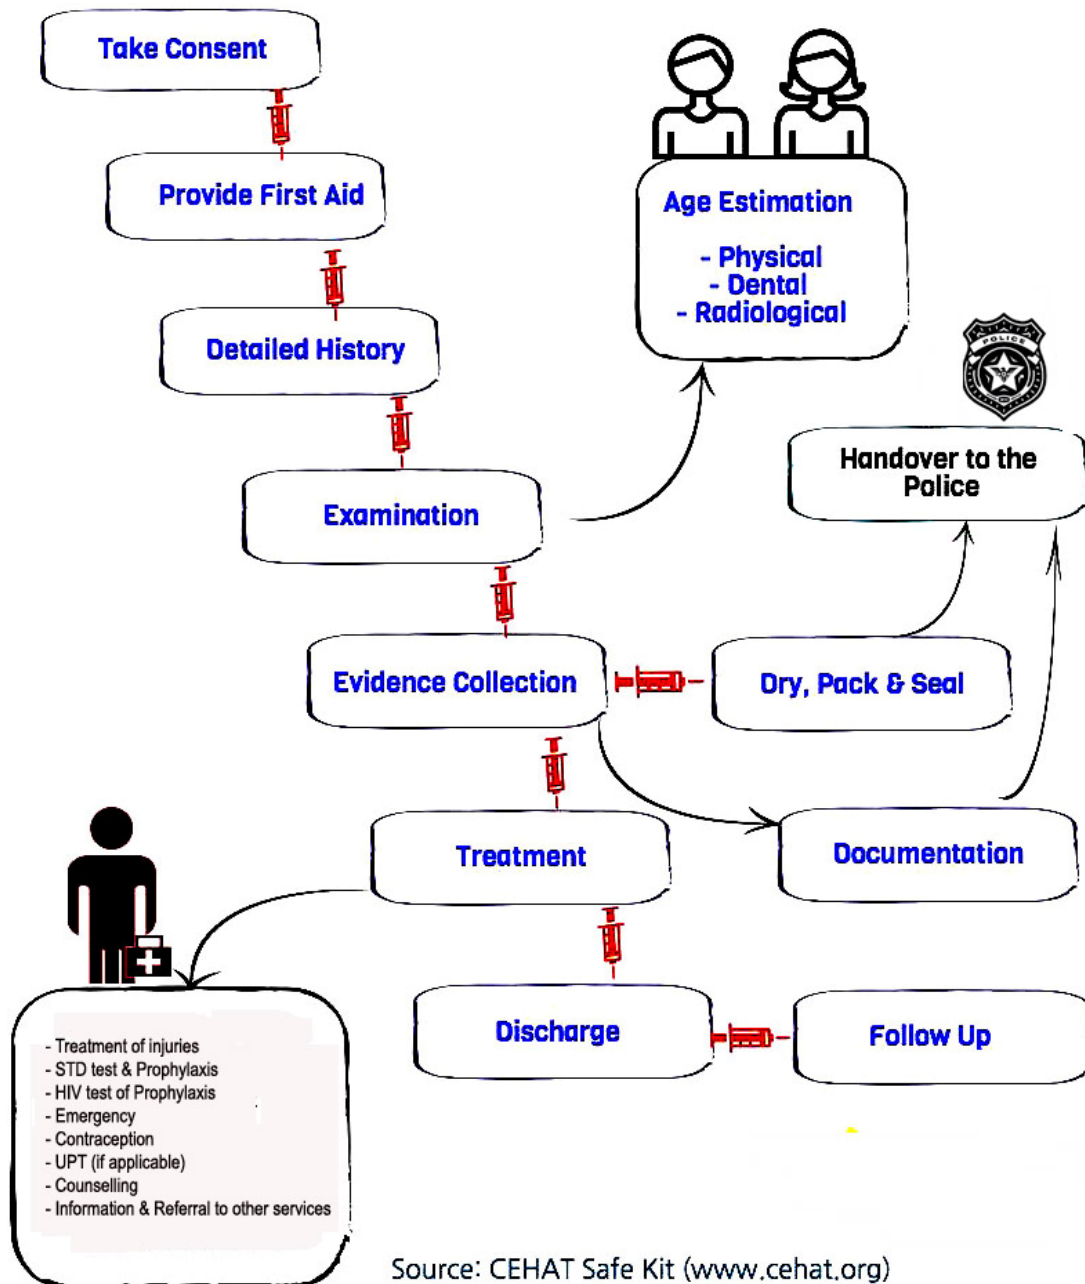 Take Consent
Provide First Aid
Age Estimation
- Physical
- Dental
- Radiological
Detailed History
POLICE
Handover to the
Police
Examination
Evidence Collection
Dry, Pack & Seal
Treatment
Documentation
Discharge
Follow Up
- Treatment of injuries
- STD test & Prophylaxis
- HIV test of Prophylaxis
- Emergency
- Contraception
- UPT (if applicable)
- Counselling
- Information & Referral to other services
Source: CEHAT Safe Kit (www.cehat.org)